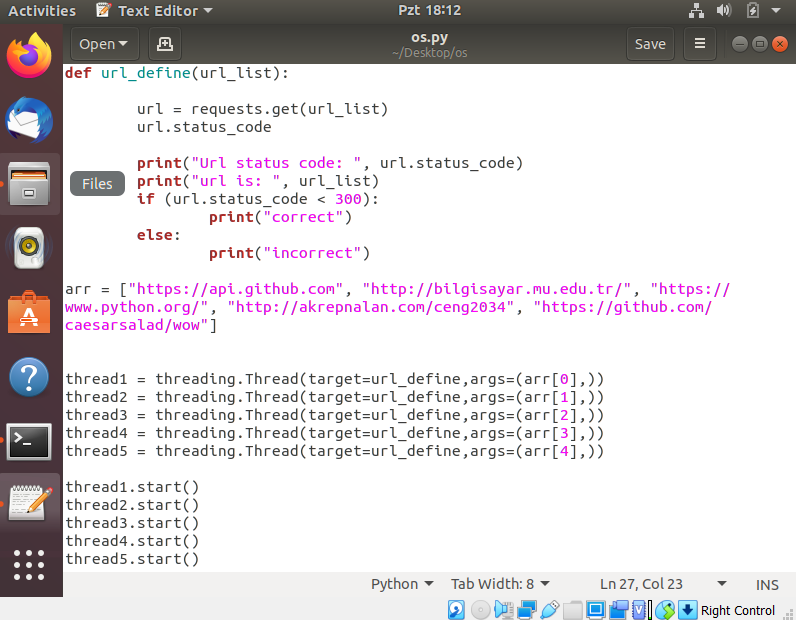 Activities Text Editor Pzt 18:12
Open os.py Save
~/Desktop/os
def url_define(url_list):
url = requests.get(url_list)
url.status_code
print("Url status code: ", url.status_code)
Files
print("url is: ", url_list)
if (url.status_code < 300):
print("correct")
else:
print("incorrect")
arr = ["https://api.github.com", "http://bilgisayar.mu.edu.tr/", "https://
www.python.org/", "http://akrepnalan.com/ceng2034", "https://github.com/
caesarsalad/wow"]
thread1 = threading.Thread(target=url_define,args=(arr[0],))
thread2 = threading.Thread(target=url_define,args=(arr[1],))
thread3 = threading.Thread(target=url_define,args=(arr[2],))
thread4 = threading.Thread(target=url_define,args=(arr[3],))
thread5 = threading.Thread(target=url_define,args=(arr[4],))
thread1.start()
thread2.start()
thread3.start()
thread4.start()
thread5.start()
Python Tab Width: 8 Ln 27, Col 23 INS
Right Control